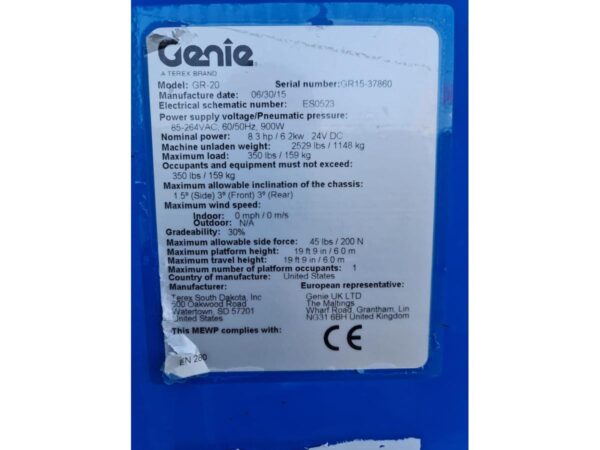 Genie
A TEREX BRAND
Model: GR-20 Serial number:GR15-37860
Manufacture date: 06/30/15
Electrical schematic number: ES0523
Power supply voltage/Pneumatic pressure:
85-264VAC, 60/50Hz, 900W
Nominal power: 8.3 hp / 6.2kw 24V DC
Machine unladen weight: 2529 lbs / 1148 kg
Maximum load: 350 lbs / 159 kg
Occupants and equipment must not exceed:
350 lbs / 159 kg
Maximum allowable inclination of the chassis:
1.5º (Side) 3º (Front) 3º (Rear)
Maximum wind speed:
Indoor: 0 mph / 0 m/s
Outdoor: N/A
Gradeability: 30%
Maximum allowable side force: 45 lbs / 200 N
Maximum platform height: 19 ft 9 in / 6.0 m
Maximum travel height: 19 ft 9 in / 6.0 m
Maximum number of platform occupants: 1
Country of manufacture: United States
Manufacturer: European representative:
Terex South Dakota, Inc Genie UK LTD
500 Oakwood Road The Maltings
Watertown, SD 57201 Wharf Road, Grantham, Lin
United States NG31 6BH United Kingdom
This MEWP complies with: CE
EN 280